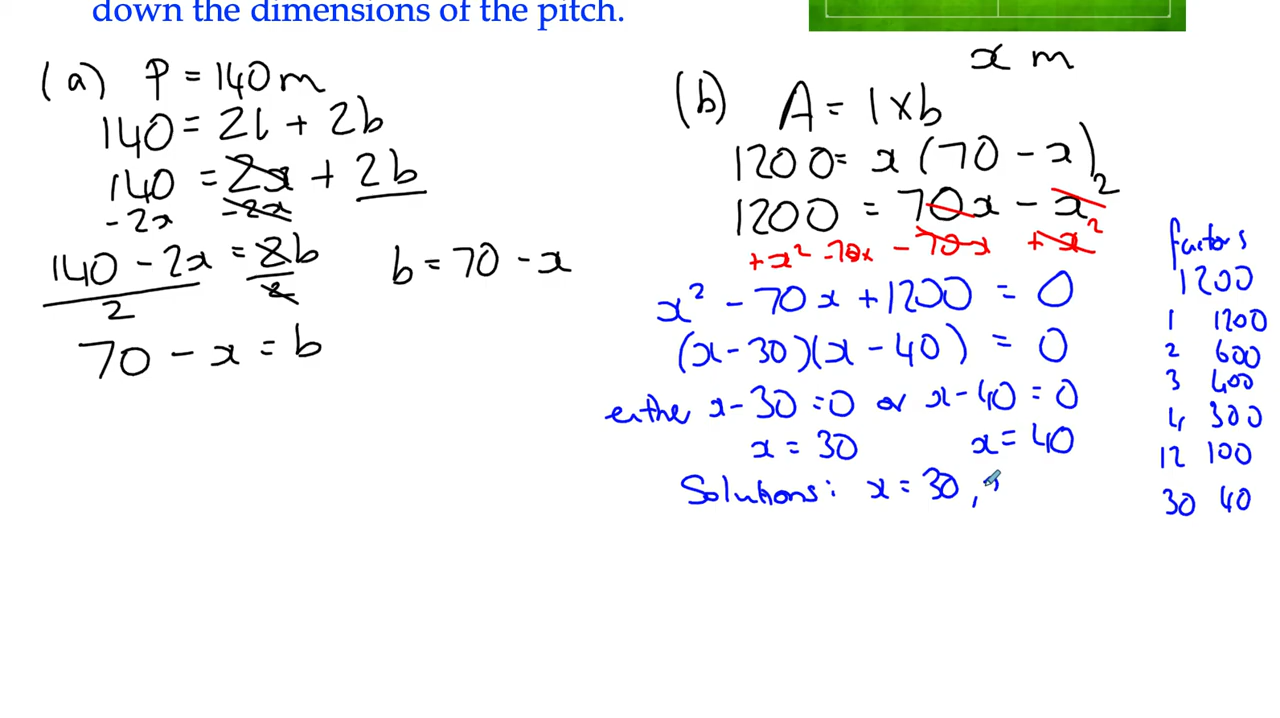 down the dimensions of the pitch.
x m
(a) P = 140m
140 = 2l + 2b
140 = 2x + 2b
-2x -2x
140 - 2x = 2b
2 2
70 - x = b
b = 70 - x
(b) A = l × b
1200 = x(70 - x)
1200 = 70x - x²
+x² -70x -70x +x²
x² - 70x + 1200 = 0
(x - 30)(x - 40) = 0
either x - 30 = 0 or x - 40 = 0
x = 30 x = 40
Solutions: x = 30,
factors
1200
1 1200
2 600
3 400
4 300
12 100
30 40